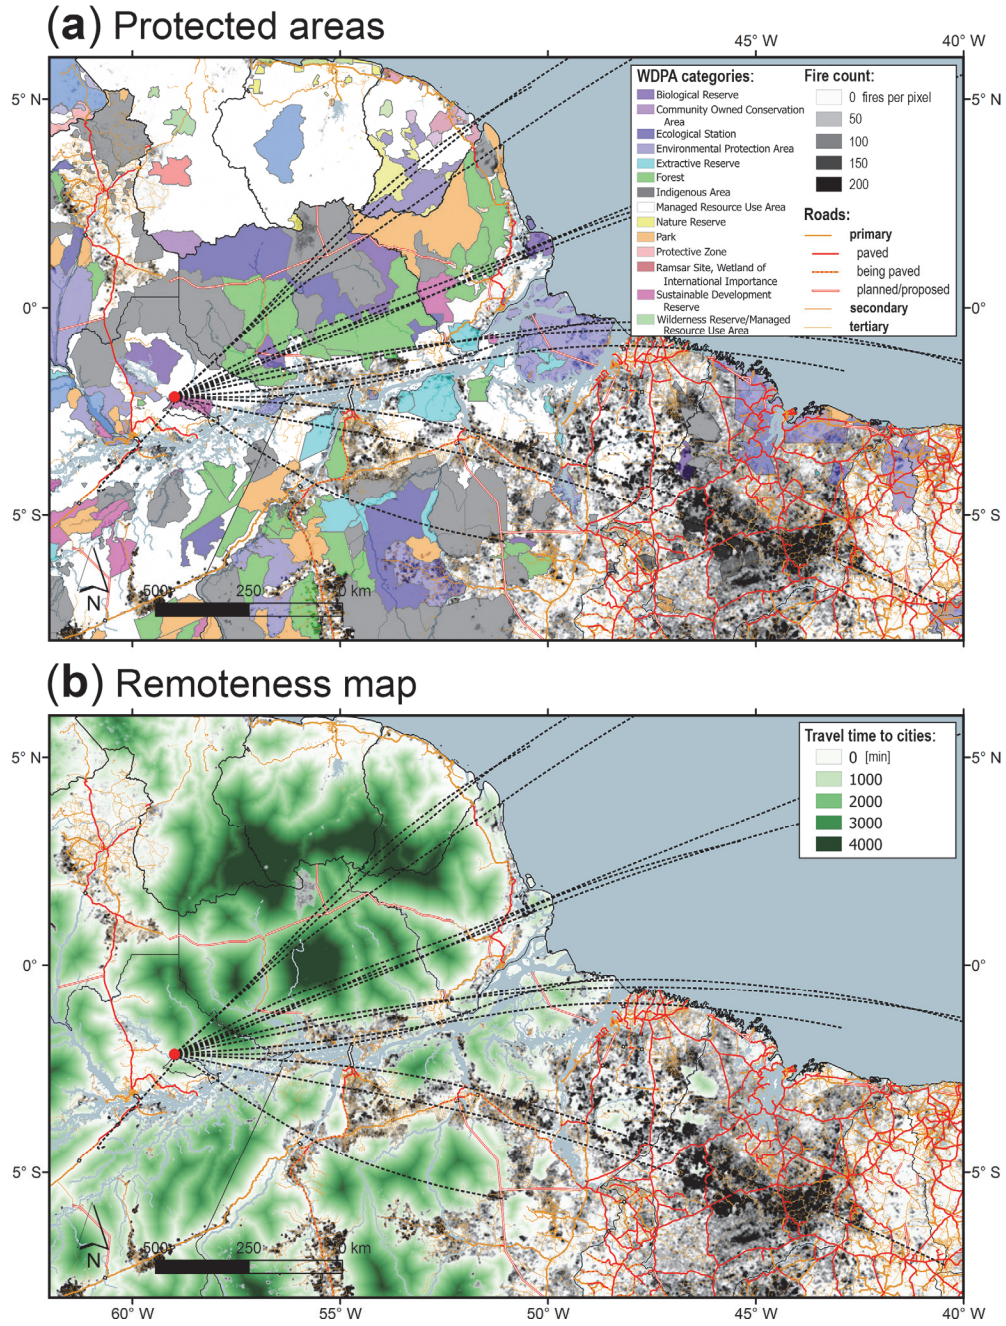 (a) Protected areas
45° W
40° W
5° N
5° N
0°
0°
5° S
5° S
WDPA categories:
Biological Reserve
Community Owned Conservation
Area
Ecological Station
Environmental Protection Area
Extractive Reserve
Forest
Indigenous Area
Managed Resource Use Area
Nature Reserve
Park
Protective Zone
Ramsar Site, Wetland of
International Importance
Sustainable Development
Reserve
Wilderness Reserve/Managed
Resource Use Area
Fire count:
0 fires per pixel
50
100
150
200
Roads:
primary
paved
being paved
planned/proposed
secondary
tertiary
N
500 250 0 km
(b) Remoteness map
5° N
5° N
0°
0°
5° S
5° S
Travel time to cities:
0 [min]
1000
2000
3000
4000
N
500 250 0 km
60° W
55° W
50° W
45° W
40° W